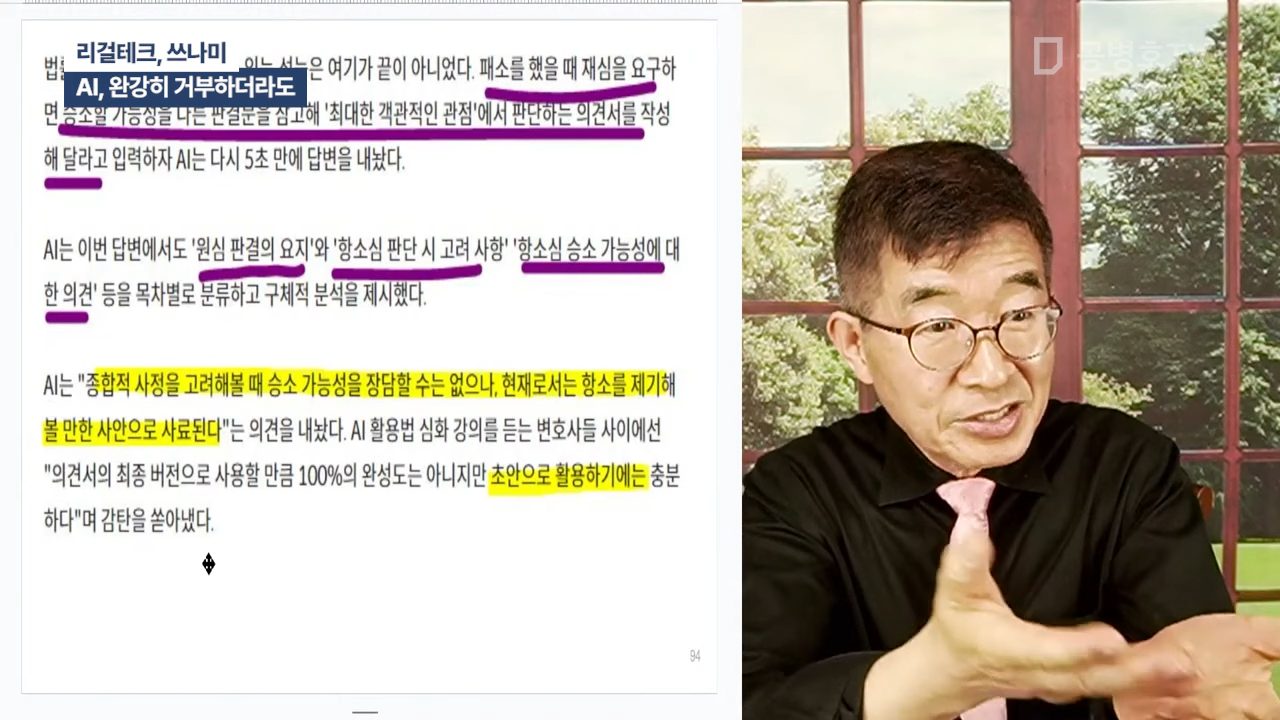 리걸테크, 쓰나미
AI, 완강히 거부하더라도
법 은 여기가 끝이 아니었다. 패소를 했을 때 재심을 요구하
면 승소할 가능성을 다른 판결문을 참고해 '최대한 객관적인 관점'에서 판단하는 의견서를 작성
해 달라고 입력하자 AI는 다시 5초 만에 답변을 내놨다.
AI는 이번 답변에서도 '원심 판결의 요지'와 '항소심 판단 시 고려 사항' '항소심 승소 가능성에 대
한 의견' 등을 목차별로 분류하고 구체적 분석을 제시했다.
AI는 "종합적 사정을 고려해볼 때 승소 가능성을 장담할 수는 없으나, 현재로서는 항소를 제기해
볼 만한 사안으로 사료된다"는 의견을 내놨다. AI 활용법 심화 강의를 듣는 변호사들 사이에선
"의견서의 최종 버전으로 사용할 만큼 100%의 완성도는 아니지만 초안으로 활용하기에는 충분
하다"며 감탄을 쏟아냈다.
94
공병호TV